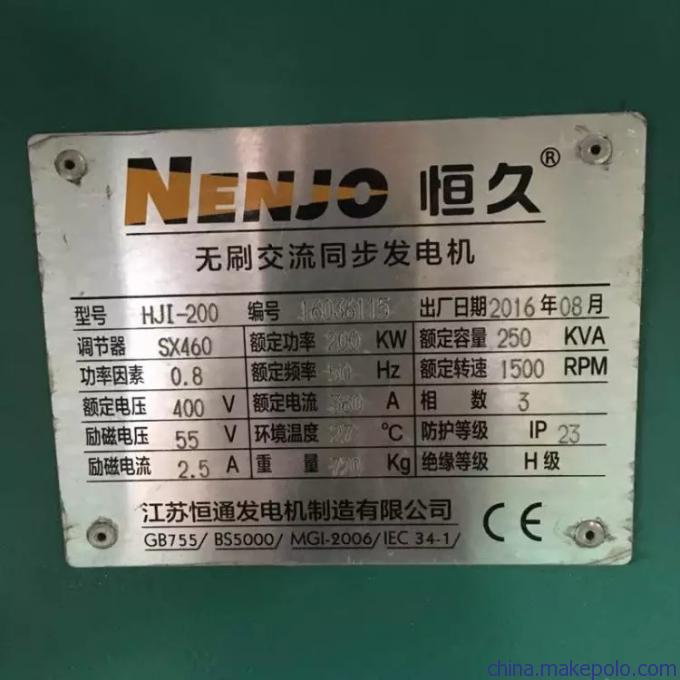 NENJO 恒久®
无刷交流同步发电机
型号 HJI-200 编号 16036115 出厂日期 2016年08月
调节器 SX460 额定功率 200 KW 额定容量 250 KVA
功率因素 0.8 额定频率 50 Hz 额定转速 1500 RPM
额定电压 400 V 额定电流 360 A 相数 3
励磁电压 55 V 环境温度 27 °C 防护等级 IP 23
励磁电流 2.5 A 重量 Kg 绝缘等级 H级
江苏恒通发电机制造有限公司
GB755/ BS5000/ MGI-2006/IEC 34-1/
CE
china.makepolo.com